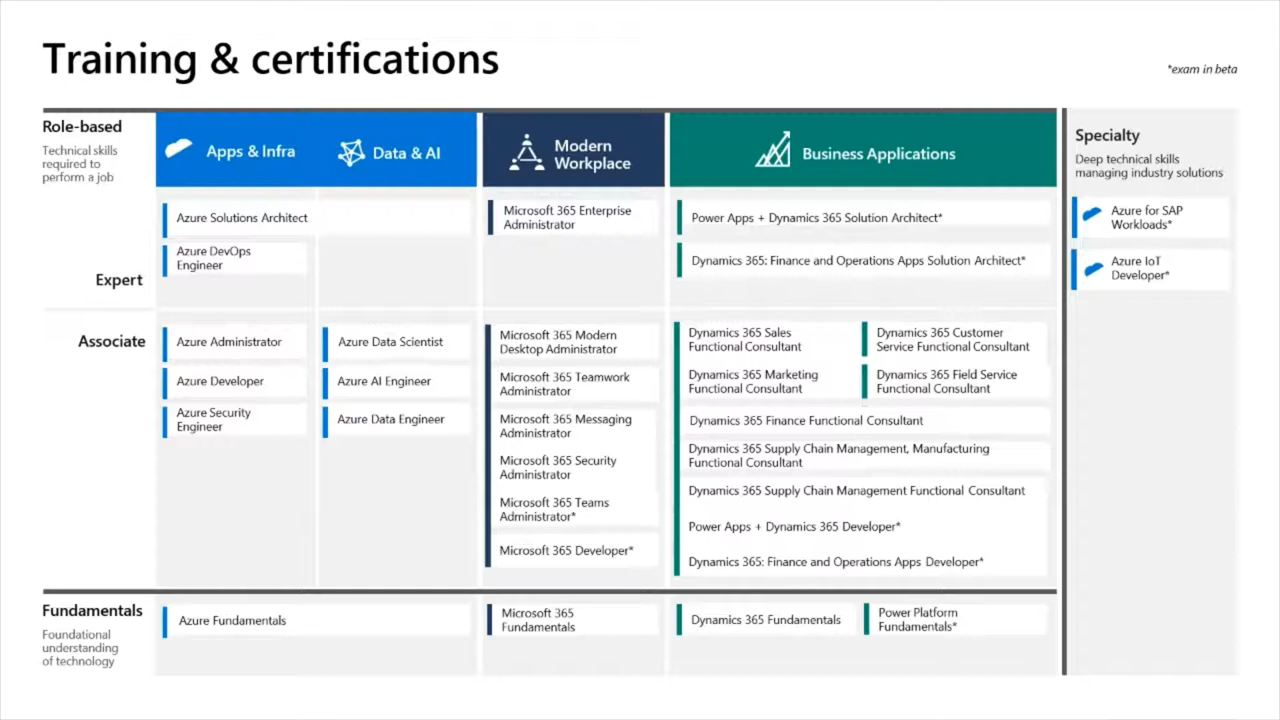 Training & certifications
*exam in beta
Role-based
Technical skills
required to
perform a job
Apps & Infra
Data & AI
Modern
Workplace
Business Applications
Specialty
Deep technical skills
managing industry solutions
Expert
Azure Solutions Architect
Azure DevOps
Engineer
Microsoft 365 Enterprise
Administrator
Power Apps + Dynamics 365 Solution Architect*
Dynamics 365: Finance and Operations Apps Solution Architect*
Azure for SAP
Workloads*
Azure IoT
Developer*
Associate
Azure Administrator
Azure Developer
Azure Security
Engineer
Azure Data Scientist
Azure AI Engineer
Azure Data Engineer
Microsoft 365 Modern
Desktop Administrator
Microsoft 365 Teamwork
Administrator
Microsoft 365 Messaging
Administrator
Microsoft 365 Security
Administrator
Microsoft 365 Teams
Administrator*
Microsoft 365 Developer*
Dynamics 365 Sales
Functional Consultant
Dynamics 365 Customer
Service Functional Consultant
Dynamics 365 Marketing
Functional Consultant
Dynamics 365 Field Service
Functional Consultant
Dynamics 365 Finance Functional Consultant
Dynamics 365 Supply Chain Management, Manufacturing
Functional Consultant
Dynamics 365 Supply Chain Management Functional Consultant
Power Apps + Dynamics 365 Developer*
Dynamics 365: Finance and Operations Apps Developer*
Fundamentals
Foundational
understanding
of technology
Azure Fundamentals
Microsoft 365
Fundamentals
Dynamics 365 Fundamentals
Power Platform
Fundamentals*